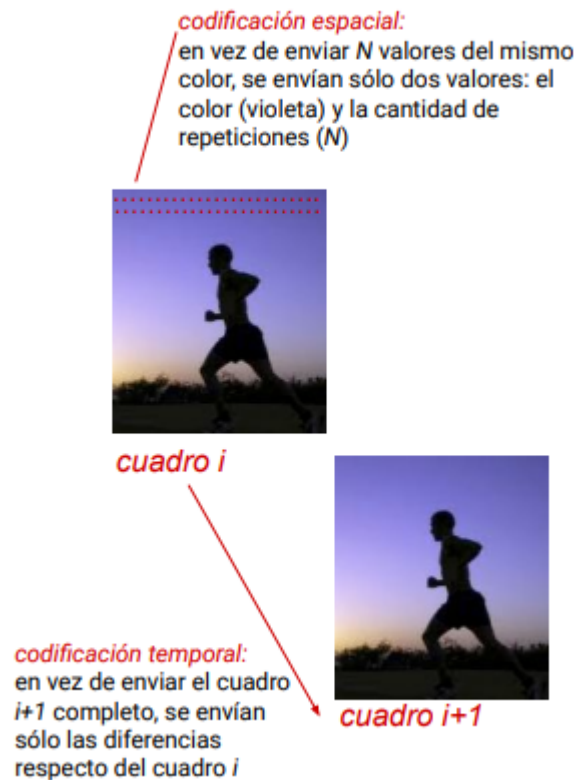 codificación espacial:
en vez de enviar N valores del mismo
color, se envían sólo dos valores: el
color (violeta) y la cantidad de
repeticiones (N)
cuadro i
codificación temporal:
en vez de enviar el cuadro
i+1 completo, se envían
sólo las diferencias
respecto del cuadro i
cuadro i+1